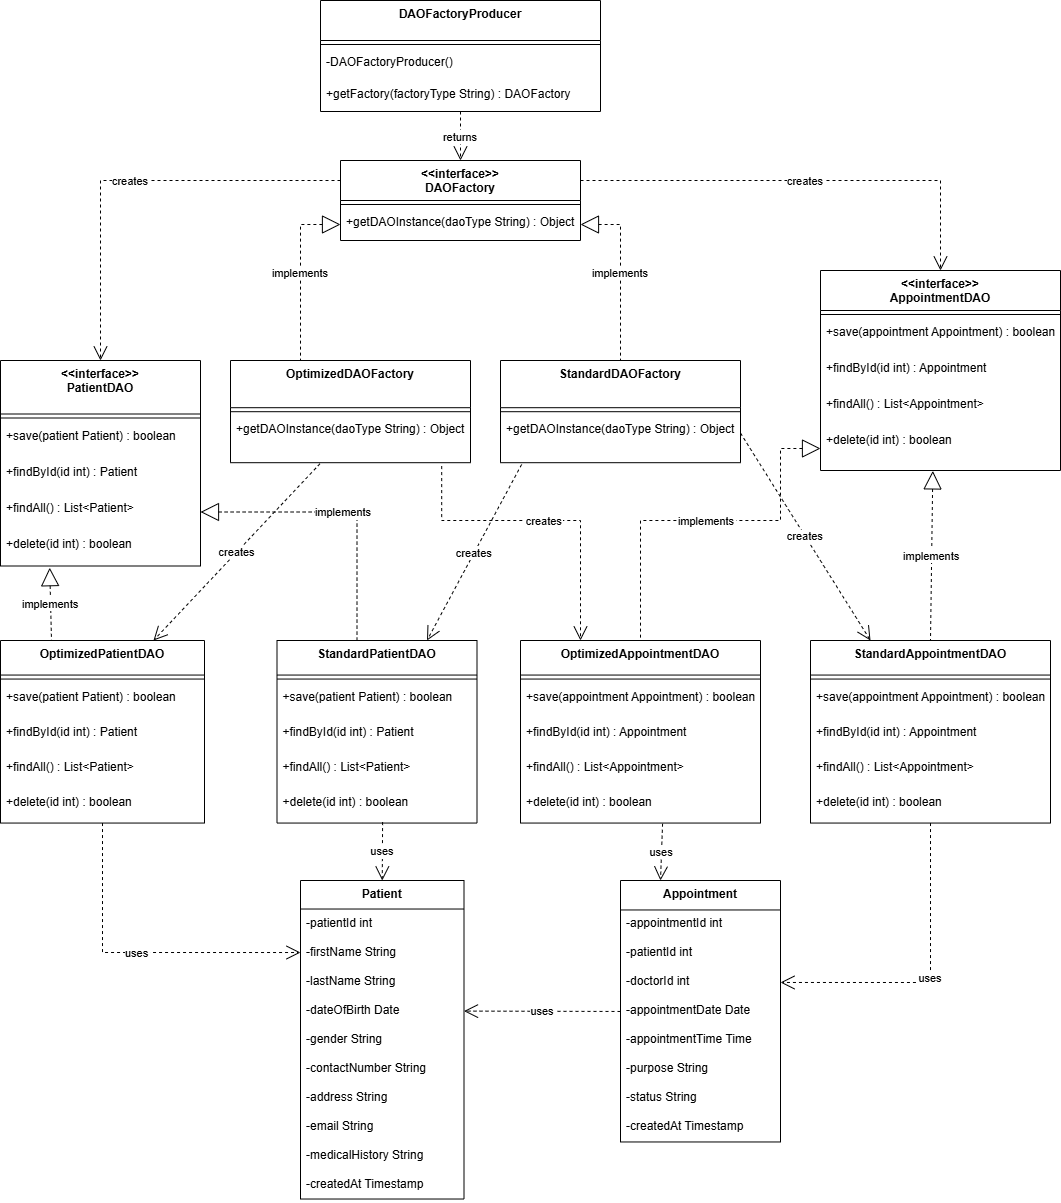 DAOFactoryProducer
-DAOFactoryProducer()
+getFactory(factoryType String) : DAOFactory
returns
<<interface>>
DAOFactory
+getDAOInstance(daoType String) : Object
creates
creates
implements
implements
<<interface>>
AppointmentDAO
+save(appointment Appointment) : boolean
+findById(id int) : Appointment
+findAll() : List<Appointment>
+delete(id int) : boolean
<<interface>>
PatientDAO
+save(patient Patient) : boolean
+findById(id int) : Patient
+findAll() : List<Patient>
+delete(id int) : boolean
OptimizedDAOFactory
+getDAOInstance(daoType String) : Object
StandardDAOFactory
+getDAOInstance(daoType String) : Object
implements
creates
creates
creates
implements
creates
implements
implements
OptimizedPatientDAO
+save(patient Patient) : boolean
+findById(id int) : Patient
+findAll() : List<Patient>
+delete(id int) : boolean
StandardPatientDAO
+save(patient Patient) : boolean
+findById(id int) : Patient
+findAll() : List<Patient>
+delete(id int) : boolean
OptimizedAppointmentDAO
+save(appointment Appointment) : boolean
+findById(id int) : Appointment
+findAll() : List<Appointment>
+delete(id int) : boolean
StandardAppointmentDAO
+save(appointment Appointment) : boolean
+findById(id int) : Appointment
+findAll() : List<Appointment>
+delete(id int) : boolean
uses
uses
uses
uses
Patient
-patientId int
-firstName String
-lastName String
-dateOfBirth Date
-gender String
-contactNumber String
-address String
-email String
-medicalHistory String
-createdAt Timestamp
uses
Appointment
-appointmentId int
-patientId int
-doctorId int
-appointmentDate Date
-appointmentTime Time
-purpose String
-status String
-createdAt Timestamp